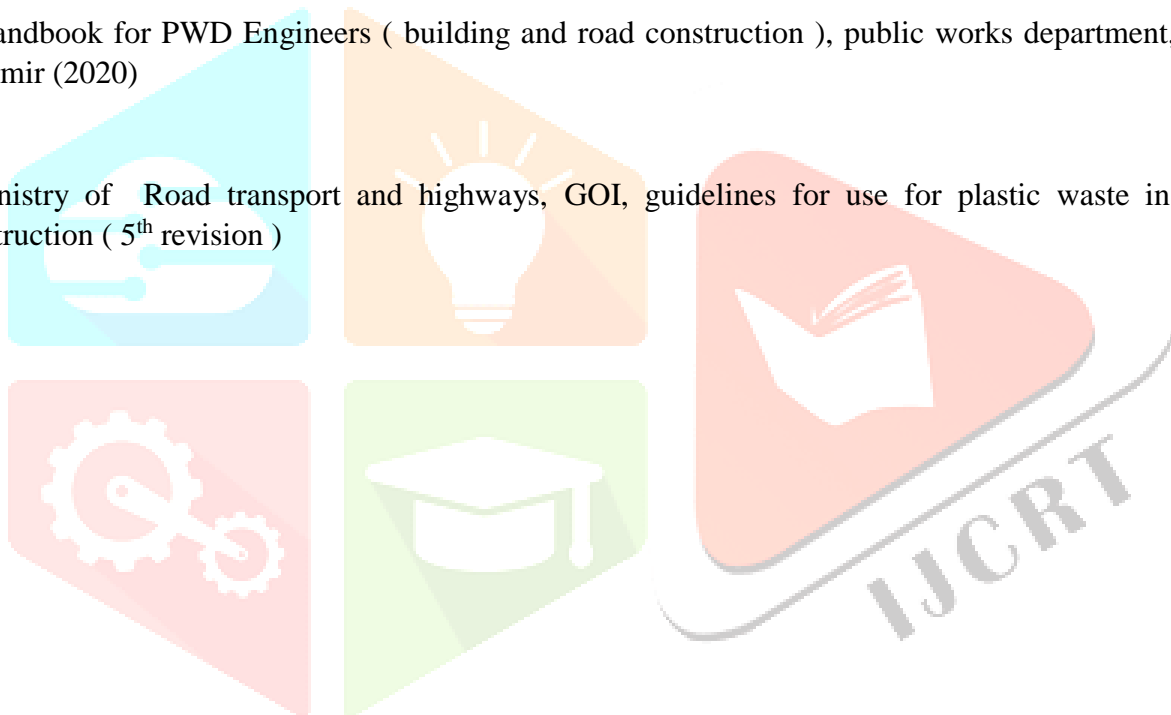 andbook for PWD Engineers ( building and road construction ), public works department,
mir (2020)
nistry of Road transport and highways, GOI, guidelines for use for plastic waste in
truction ( 5th revision )
IJCRT